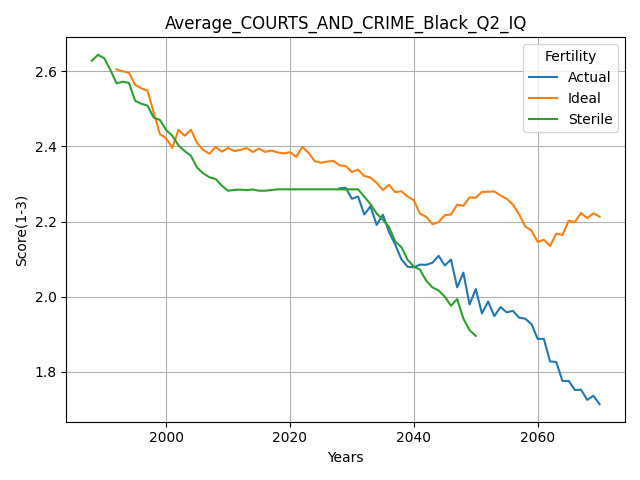 Average_COURTS_AND_CRIME_Black_Q2_IQ
Fertility
Actual
Ideal
Sterile
Score(1-3)
2.6
2.4
2.2
2.0
1.8
2000
2020
2040
2060
Years